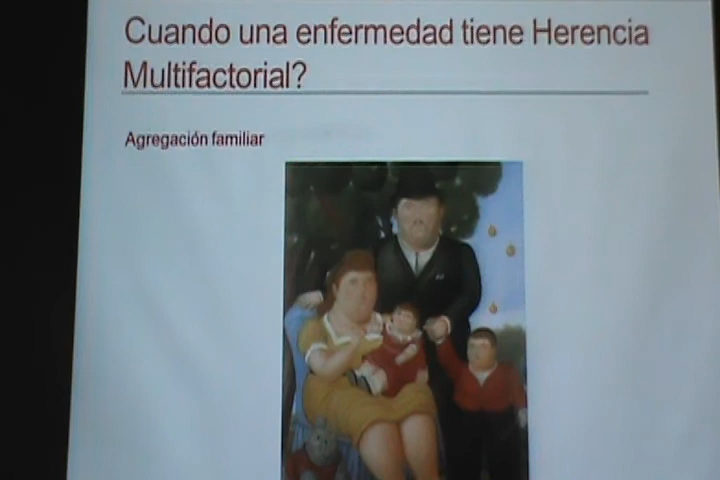 Cuando una enfermedad tiene Herencia
Multifactorial?
Agregación familiar